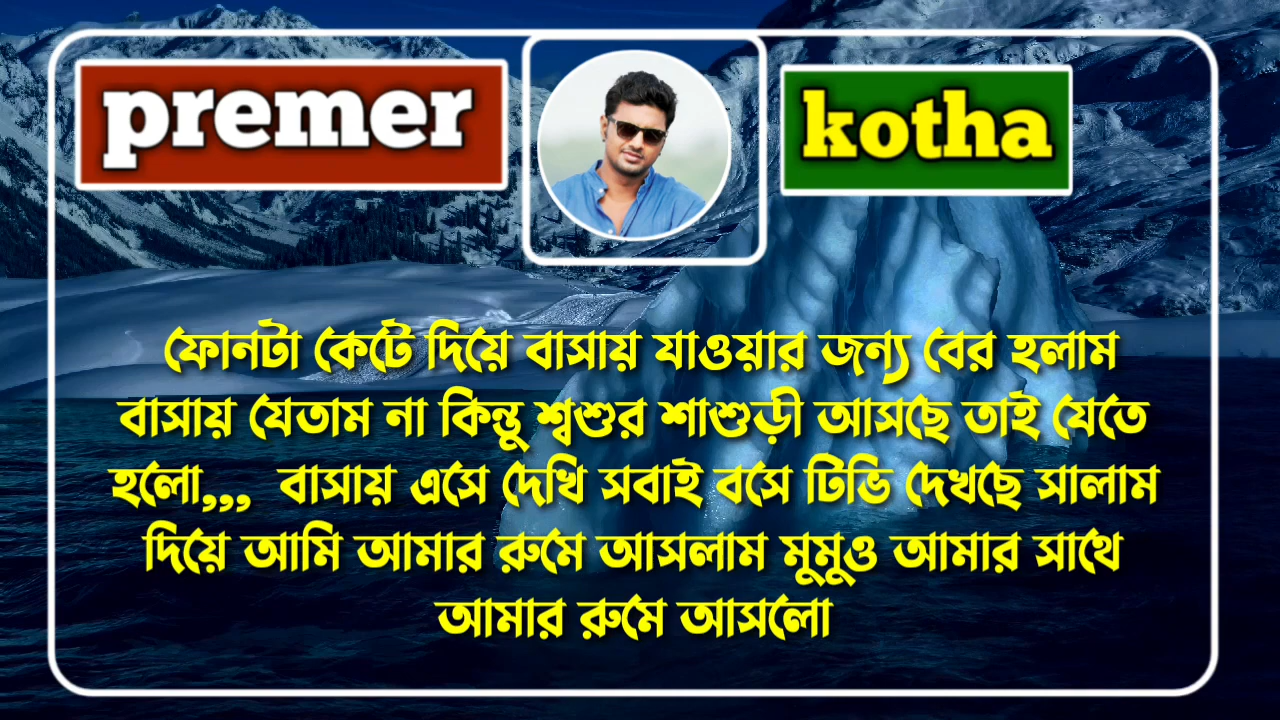 premer
kotha
ফোনটা কেটে দিয়ে বাসায় যাওয়ার জন্য বের হলাম
বাসায় যেতাম না কিন্তু শ্বশুর শাশুড়ী আসছে তাই যেতে
হলো,,, বাসায় এসে দেখি সবাই বসে টিভি দেখছে সালাম
দিয়ে আমি আমার রুমে আসলাম মুমুও আমার সাথে
আমার রুমে আসলো